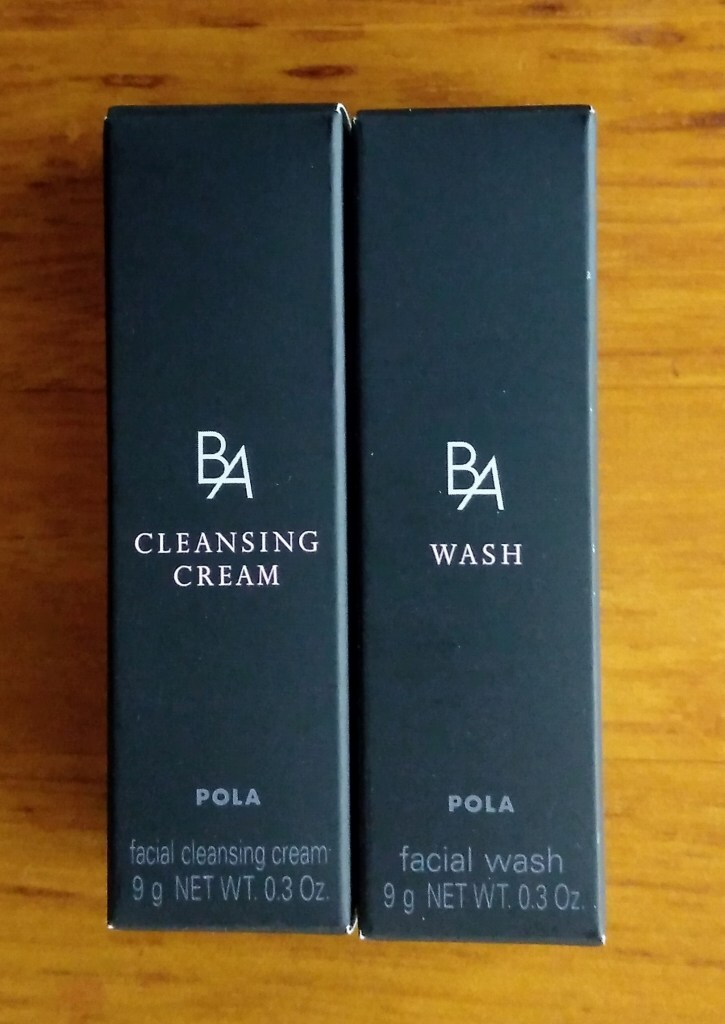 BA
CLEANSING
CREAM
POLA
facial cleansing cream
9 g NET WT. 0.3 Oz.
BA
WASH
POLA
facial wash
9 g NET WT. 0.3 Oz.